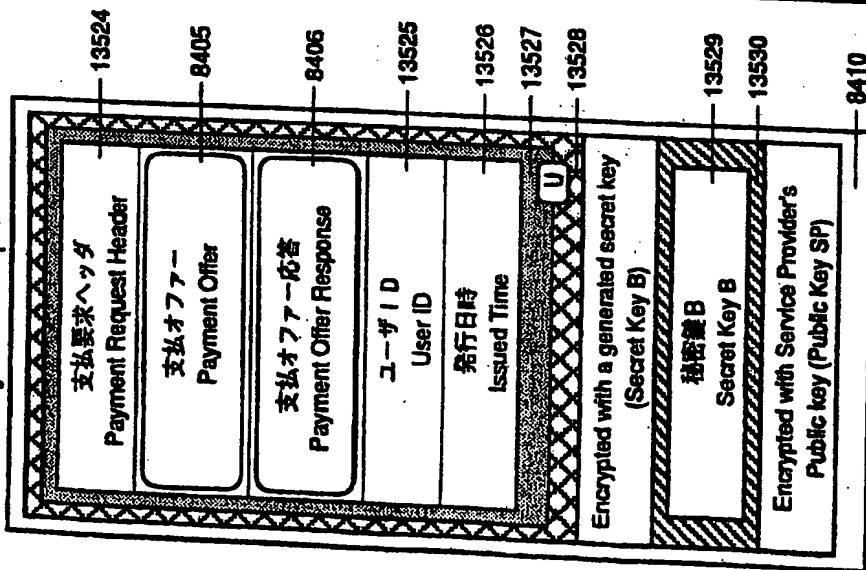 支払要求ヘッダ
Payment Request Header
13524
支払オファー
Payment Offer
8405
支払オファー応答
Payment Offer Response
8406
ユーザID
User ID
13525
発行日時
Issued Time
13526
13527
U
13528
Encrypted with a generated secret key
(Secret Key B)
秘密鍵B
Secret Key B
13529
13530
Encrypted with Service Provider's
Public key (Public Key SP)
8410